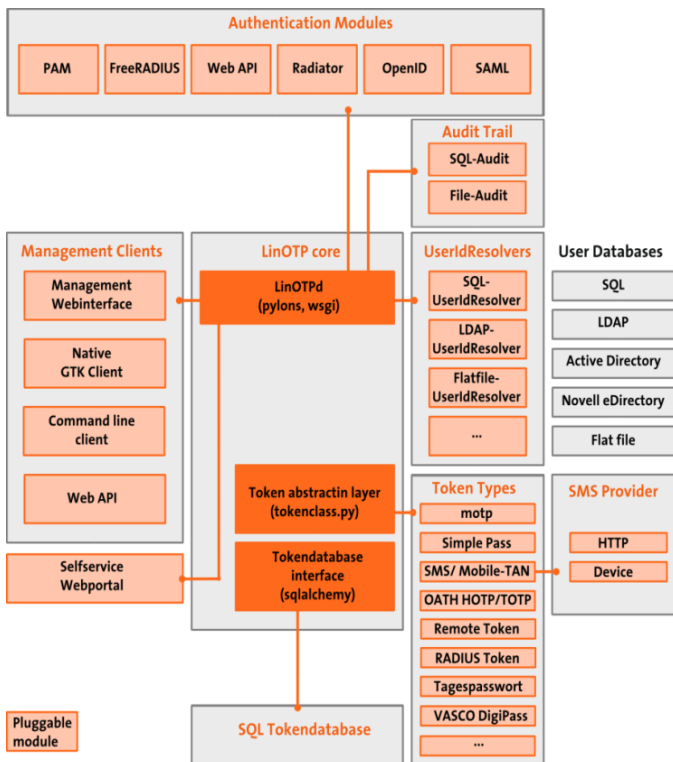 Authentication Modules
PAM
FreeRADIUS
Web API
Radiator
OpenID
SAML
Audit Trail
SQL-Audit
File-Audit
Management Clients
Management
Webinterface
Native
GTK Client
Command line
client
Web API
Selfservice
Webportal
LinOTP core
LinOTPd
(pylons, wsgi)
Token abstractin layer
(tokenclass.py)
Tokendatabase
interface
(sqlalchemy)
SQL Tokendatabase
UserIdResolvers
SQL-
UserIdResolver
LDAP-
UserIdResolver
Flatfile-
UserIdResolver
...
User Databases
SQL
LDAP
Active Directory
Novell eDirectory
Flat file
Token Types
motp
Simple Pass
SMS/ Mobile-TAN
OATH HOTP/TOTP
Remote Token
RADIUS Token
Tagespasswort
VASCO DigiPass
...
SMS Provider
HTTP
Device
Pluggable
module